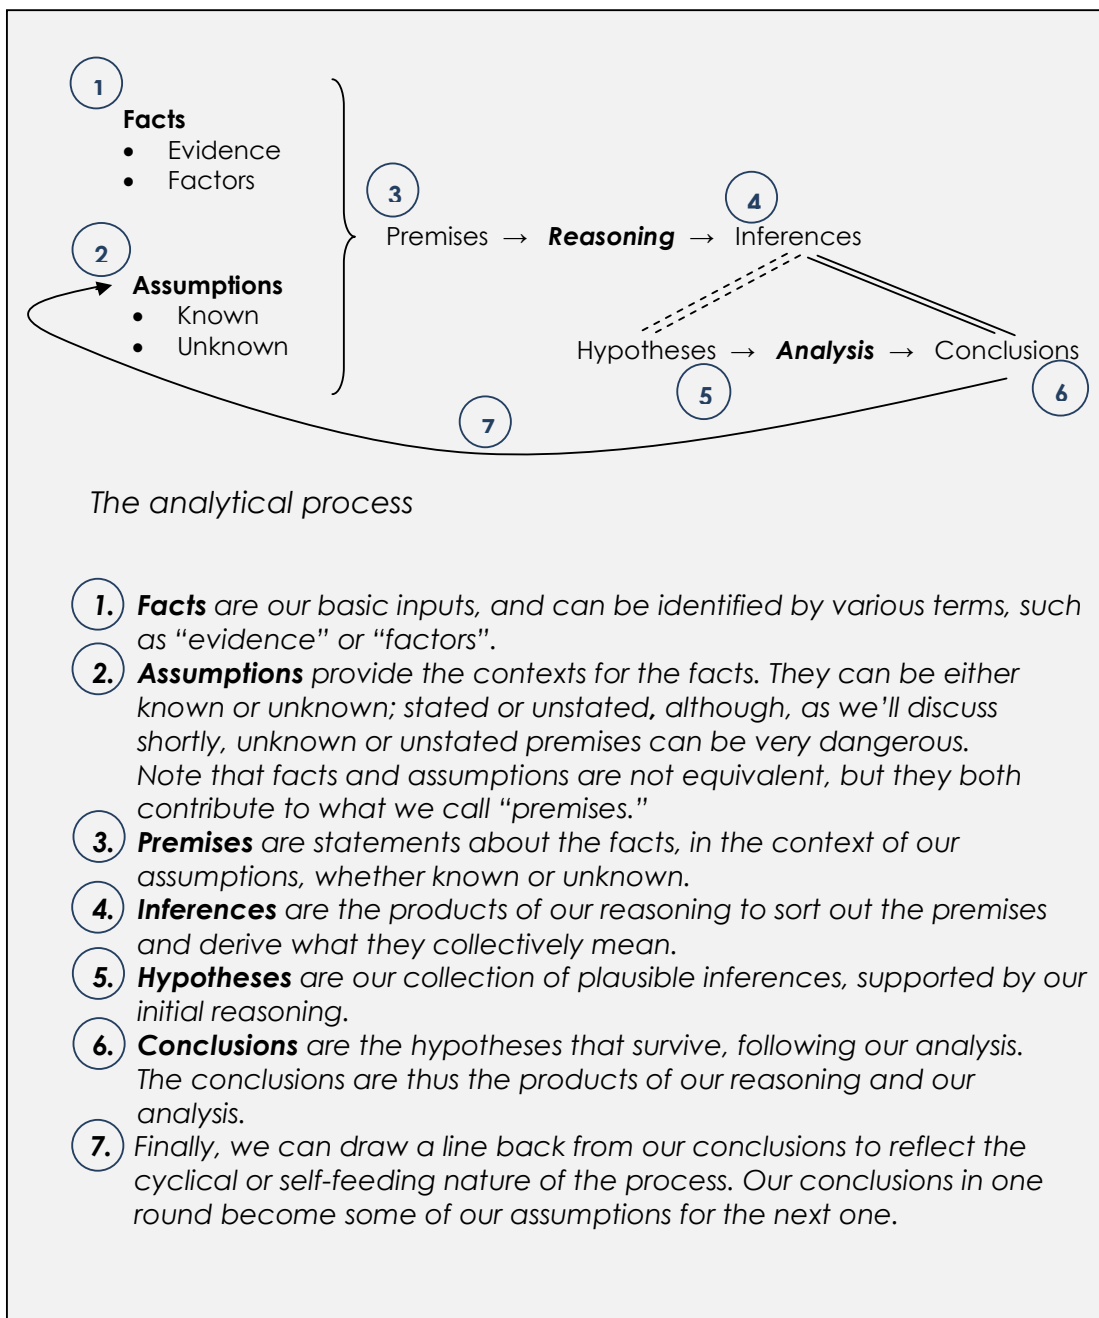 1
Facts
• Evidence
• Factors
2
Assumptions
• Known
• Unknown
3
4
Premises → Reasoning → Inferences
Hypotheses → Analysis → Conclusions
5
6
7
The analytical process
1. Facts are our basic inputs, and can be identified by various terms, such
as “evidence” or “factors”.
2. Assumptions provide the contexts for the facts. They can be either
known or unknown; stated or unstated, although, as we’ll discuss
shortly, unknown or unstated premises can be very dangerous.
Note that facts and assumptions are not equivalent, but they both
contribute to what we call “premises.”
3. Premises are statements about the facts, in the context of our
assumptions, whether known or unknown.
4. Inferences are the products of our reasoning to sort out the premises
and derive what they collectively mean.
5. Hypotheses are our collection of plausible inferences, supported by our
initial reasoning.
6. Conclusions are the hypotheses that survive, following our analysis.
The conclusions are thus the products of our reasoning and our
analysis.
7. Finally, we can draw a line back from our conclusions to reflect the
cyclical or self-feeding nature of the process. Our conclusions in one
round become some of our assumptions for the next one.